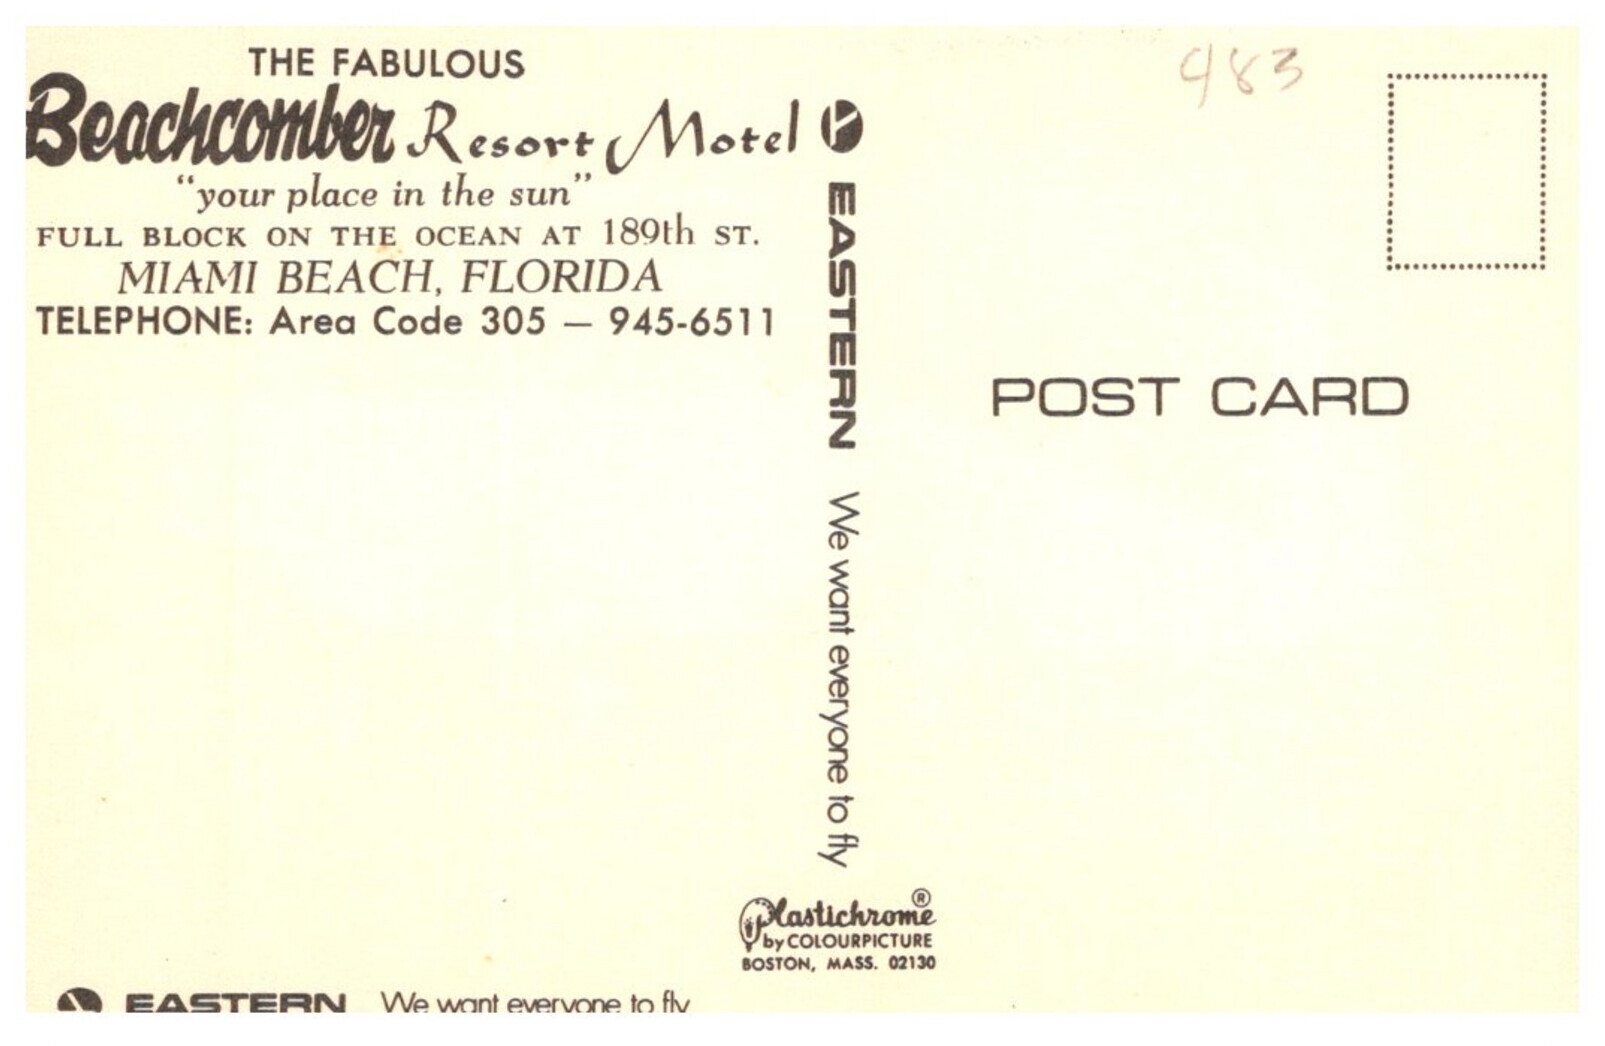 THE FABULOUS
Beachcomber Resort Motel
"your place in the sun"
FULL BLOCK ON THE OCEAN AT 189th ST.
MIAMI BEACH, FLORIDA
TELEPHONE: Area Code 305 — 945-6511
EASTERN We want everyone to fly
983
POST CARD
Plastichrome®
by COLOURPICTURE
BOSTON, MASS. 02130
EASTERN We want everyone to fly